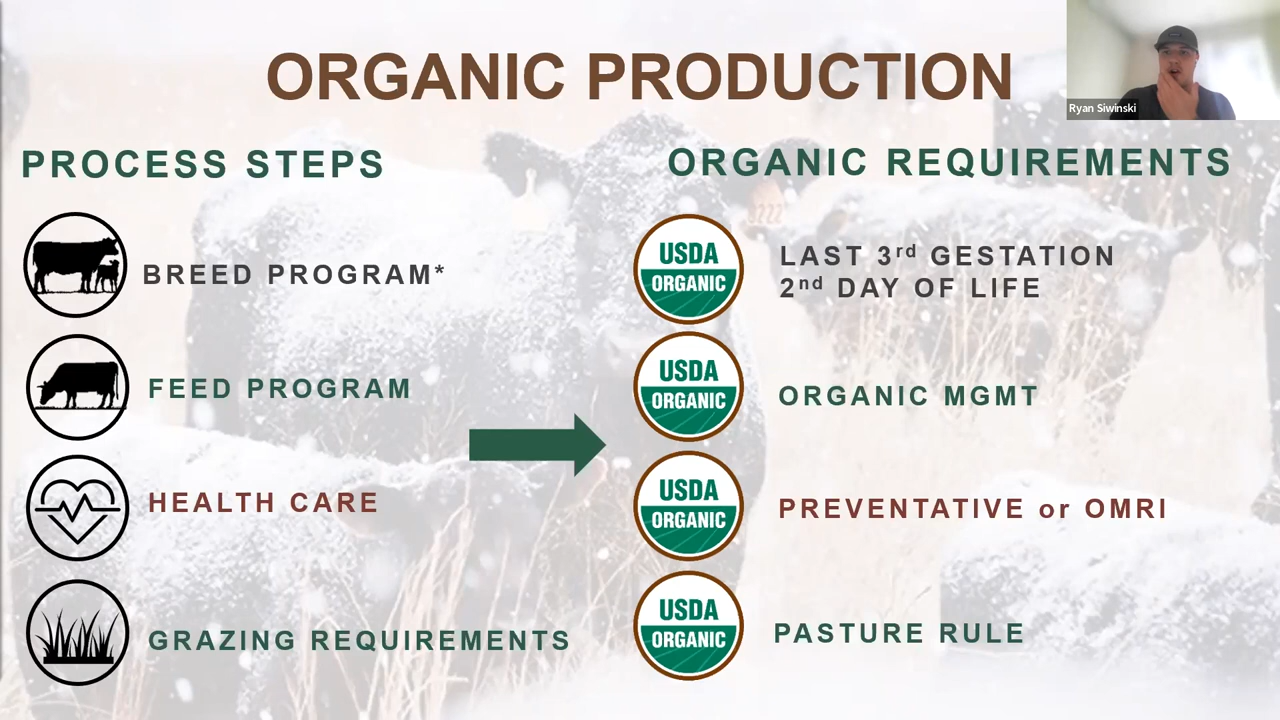 ORGANIC PRODUCTION
Ryan Siwinski
PROCESS STEPS
ORGANIC REQUIREMENTS
BREED PROGRAM*
USDA
ORGANIC
LAST 3rd GESTATION
2nd DAY OF LIFE
FEED PROGRAM
USDA
ORGANIC
ORGANIC MGMT
HEALTH CARE
USDA
ORGANIC
PREVENTATIVE or OMRI
GRAZING REQUIREMENTS
USDA
ORGANIC
PASTURE RULE